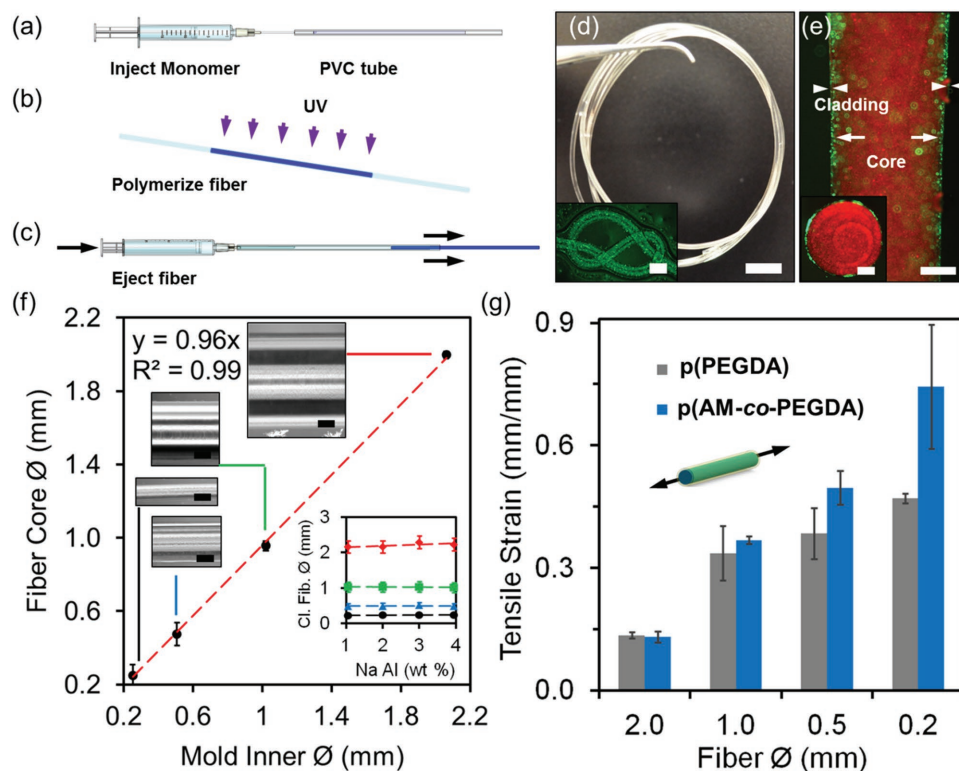 (a)
Inject Monomer
PVC tube
(b)
UV
Polymerize fiber
(c)
Eject fiber
(d)
(e)
Cladding
Core
(f)
y = 0.96x
R² = 0.99
Fiber Core Ø (mm)
2.2
1.8
1.4
1.0
0.6
0.2
0.2
0.6
1
1.4
1.8
2.2
Mold Inner Ø (mm)
Cl. Fib. Ø (mm)
3
2
1
0
1
2
3
4
Na Al (wt %)
(g)
Tensile Strain (mm/mm)
0.9
0.6
0.3
0.0
p(PEGDA)
p(AM-co-PEGDA)
2.0
1.0
0.5
0.2
Fiber Ø (mm)